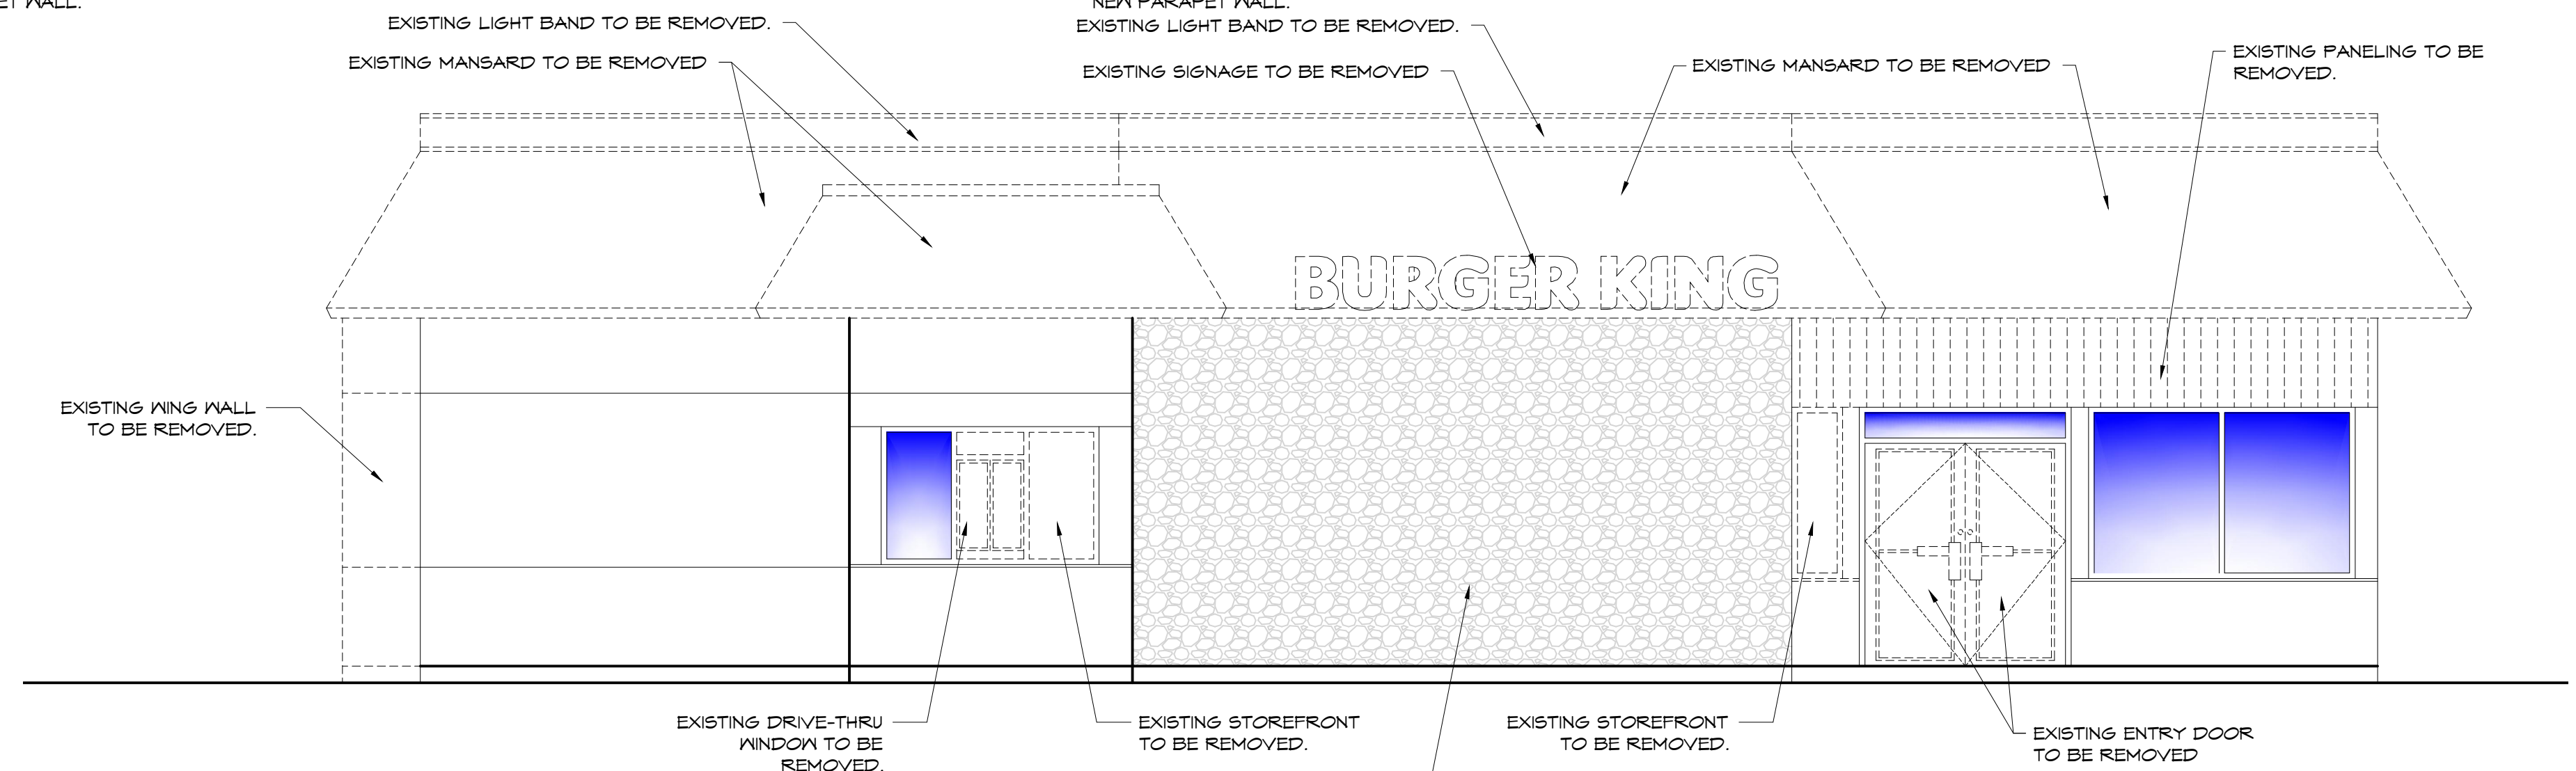 ET WALL.
EXISTING LIGHT BAND TO BE REMOVED.
EXISTING MANSARD TO BE REMOVED
NEW PARAPET WALL.
EXISTING LIGHT BAND TO BE REMOVED.
EXISTING SIGNAGE TO BE REMOVED
EXISTING MANSARD TO BE REMOVED
EXISTING PANELING TO BE
REMOVED.
BURGER KING
EXISTING WING WALL
TO BE REMOVED.
EXISTING DRIVE-THRU
WINDOW TO BE
REMOVED.
EXISTING STOREFRONT
TO BE REMOVED.
EXISTING STOREFRONT
TO BE REMOVED.
EXISTING ENTRY DOOR
TO BE REMOVED